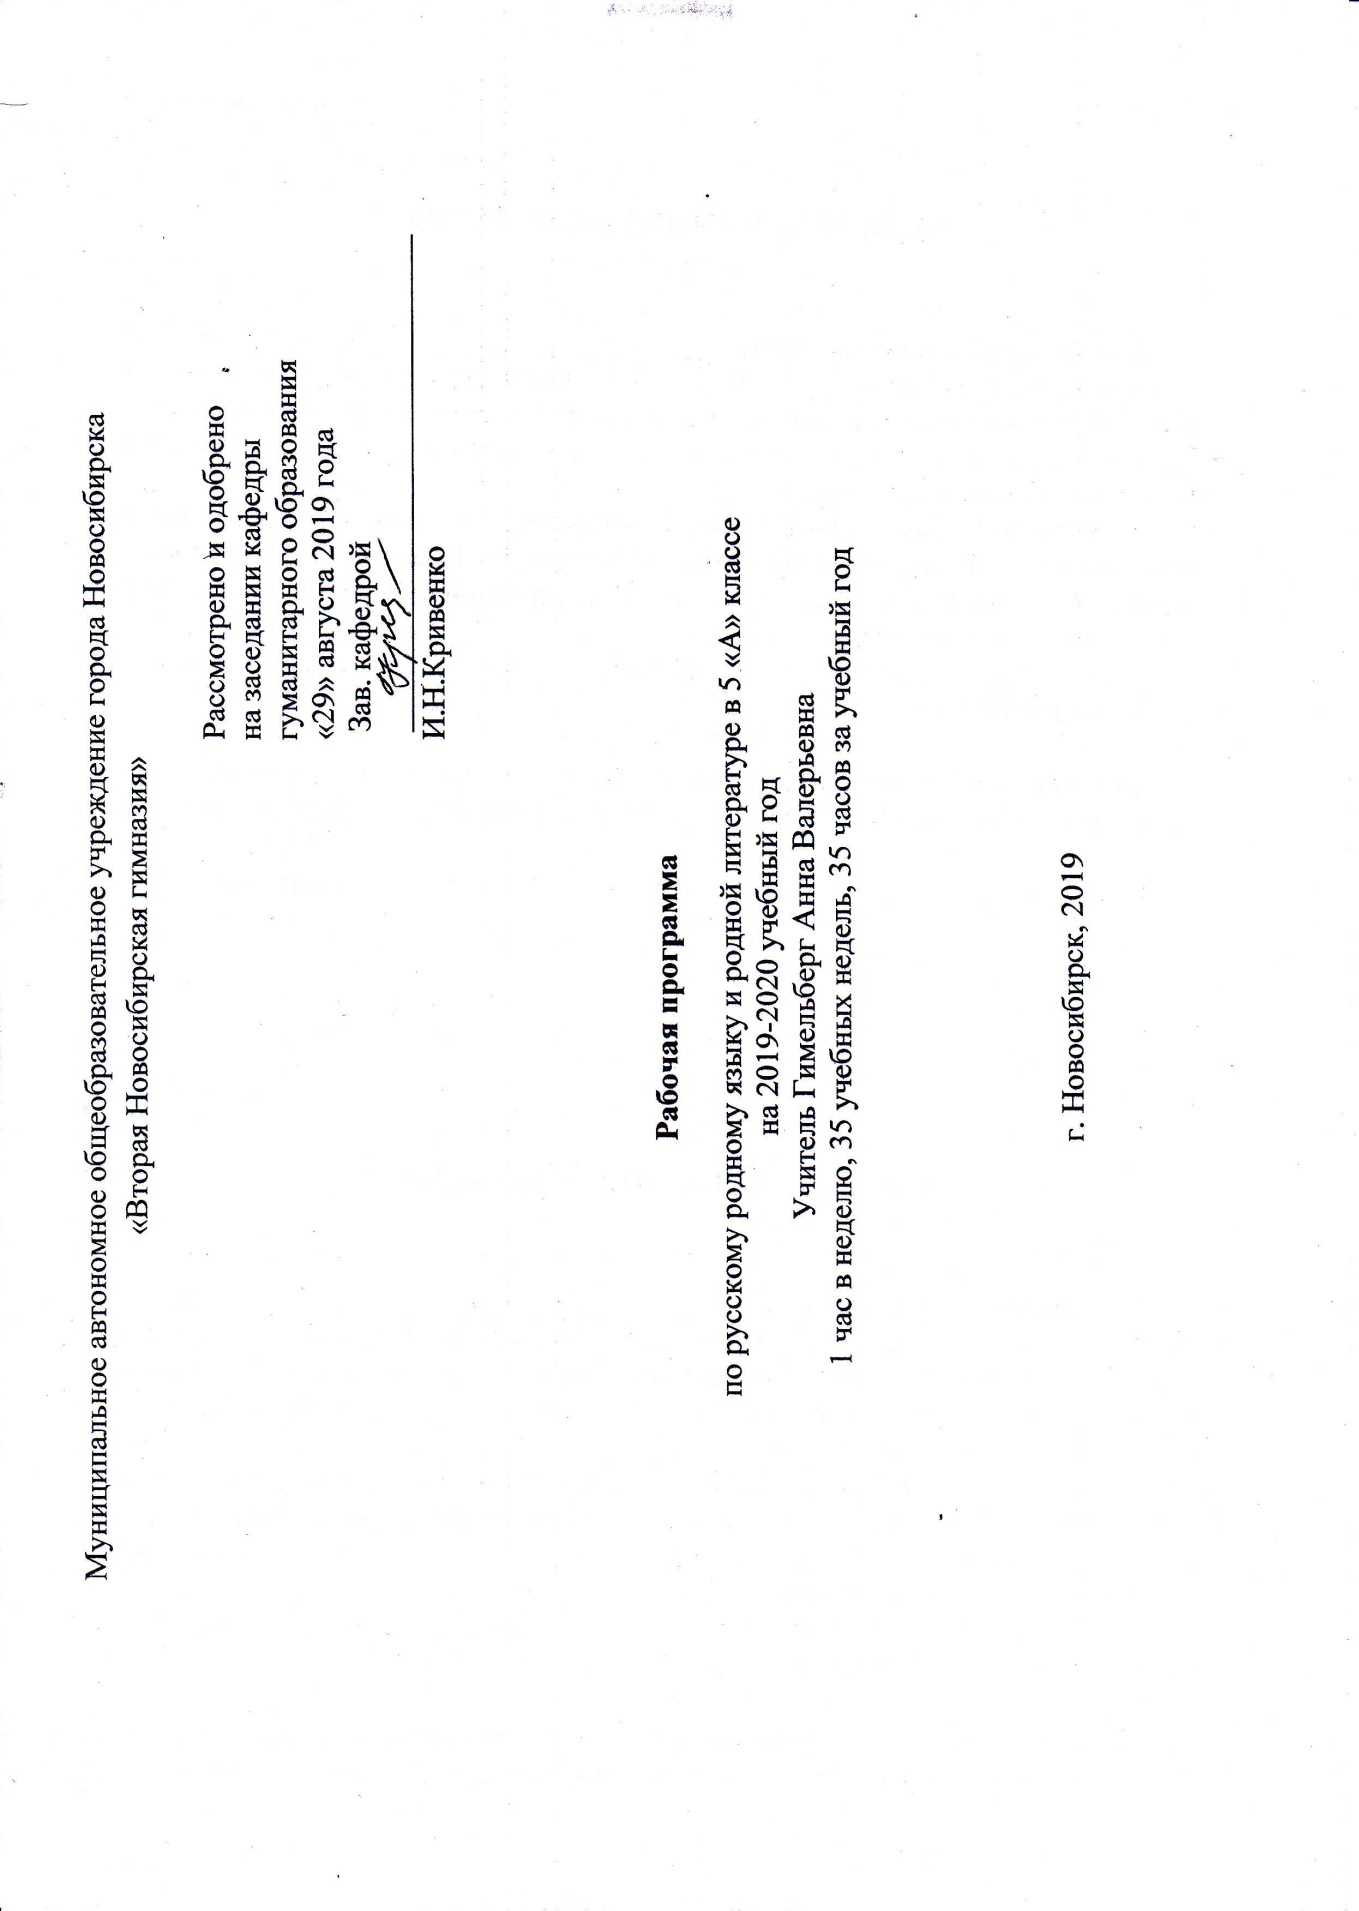 Муниципальное автономное общеобразовательное учреждение города Новосибирска
«Вторая Новосибирская гимназия»
Рассмотрено и одобрено
на заседании кафедры
гуманитарного образования
«29» августа 2019 года
Зав. кафедрой
И.Н.Кривенко
Рабочая программа
по русскому родному языку и родной литературе в 5 «А» классе
на 2019-2020 учебный год
Учитель Гимельберг Анна Валерьевна
1 час в неделю, 35 учебных недель, 35 часов за учебный год
г. Новосибирск, 2019